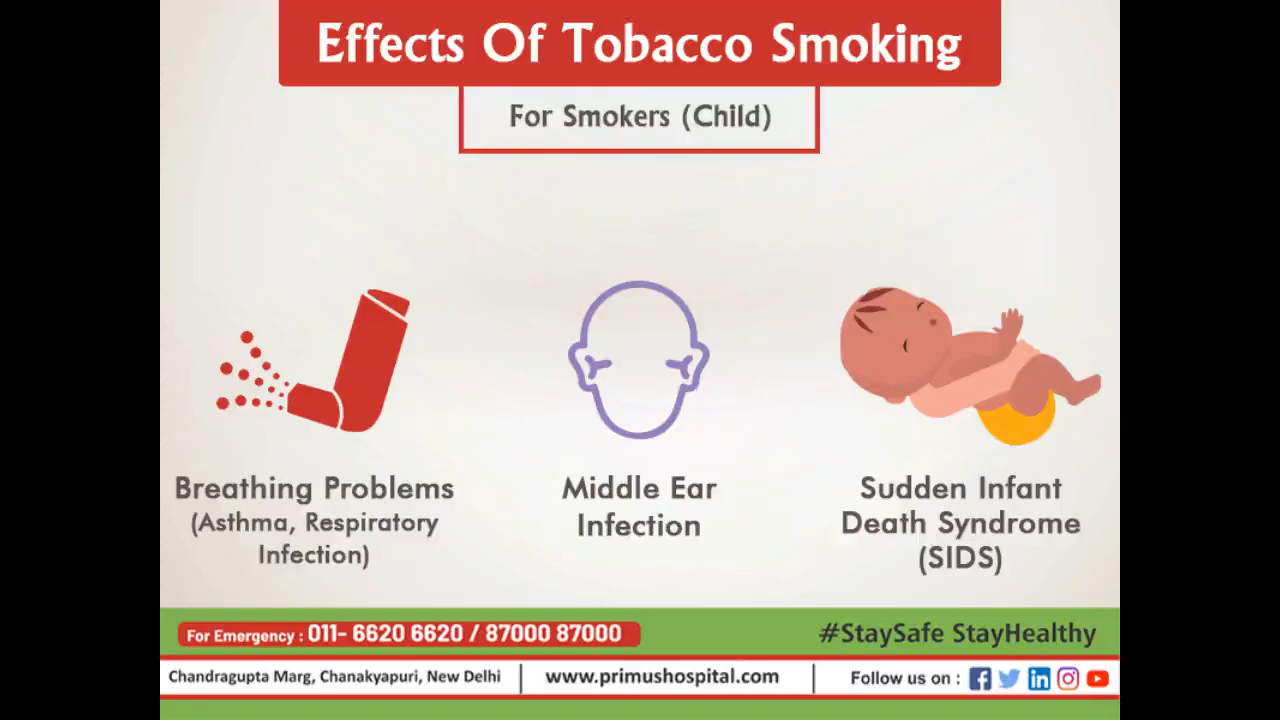 Effects Of Tobacco Smoking
For Smokers (Child)
Breathing Problems
(Asthma, Respiratory
Infection)
Middle Ear
Infection
Sudden Infant
Death Syndrome
(SIDS)
For Emergency : 011- 6620 6620 / 87000 87000
#StaySafe StayHealthy
Chandragupta Marg, Chanakyapuri, New Delhi
www.primushospital.com
Follow us on :